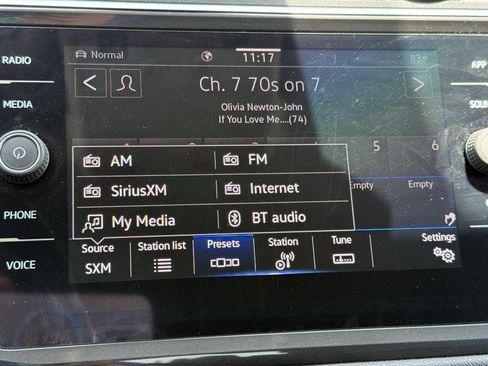 RADIO
MEDIA
PHONE
VOICE
Normal
11:17
83
APP
Ch. 7 70s on 7
Olivia Newton-John
If You Love Me....(74)
5 6
Empty Empty
AM FM
SiriusXM Internet
My Media BT audio
Source Station list Presets Station Tune Settings
SXM